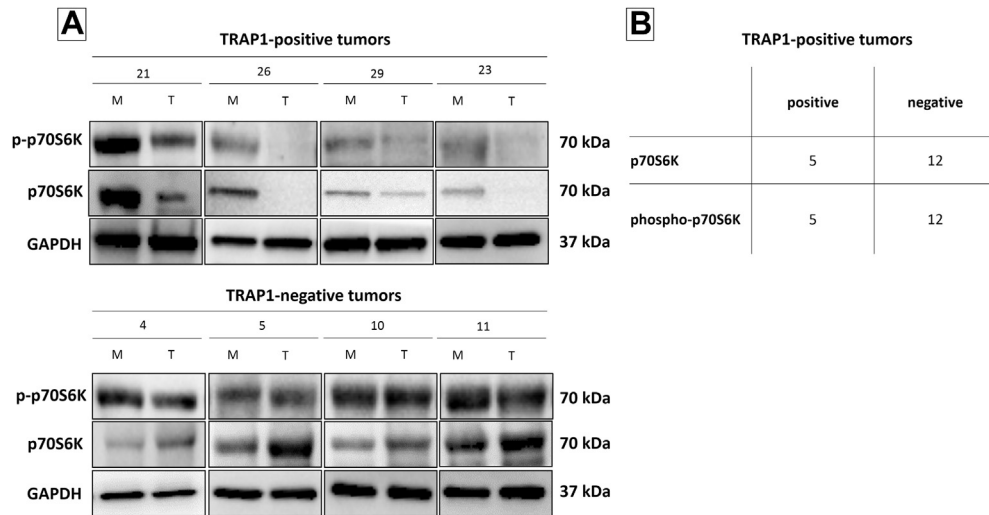 A
TRAP1-positive tumors
21 26 29 23
M T M T M T M T
p-p70S6K 70 kDa
p70S6K 70 kDa
GAPDH 37 kDa
TRAP1-negative tumors
4 5 10 11
M T M T M T M T
p-p70S6K 70 kDa
p70S6K 70 kDa
GAPDH 37 kDa
B
TRAP1-positive tumors
positive negative
p70S6K 5 12
phospho-p70S6K 5 12